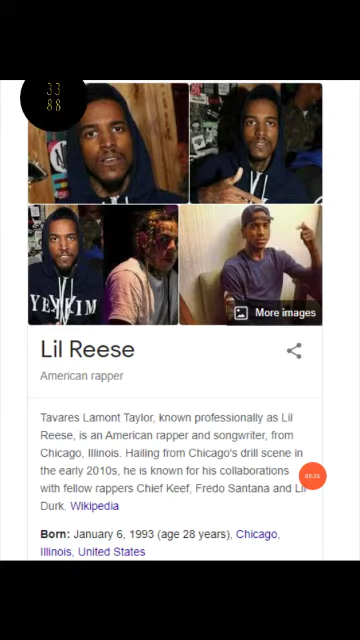 33
88
YE KIM
More images
Lil Reese
American rapper
Tavares Lamont Taylor, known professionally as Lil
Reese, is an American rapper and songwriter, from
Chicago, Illinois. Hailing from Chicago's drill scene in
the early 2010s, he is known for his collaborations
with fellow rappers Chief Keef, Fredo Santana and Lil
Durk. Wikipedia
Born: January 6, 1993 (age 28 years), Chicago,
Illinois, United States